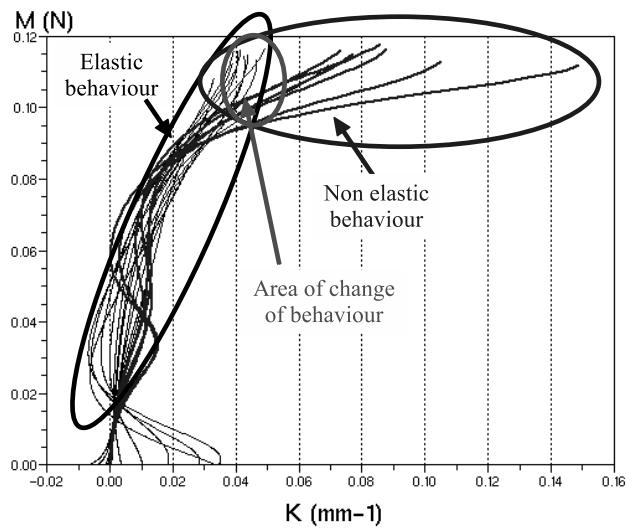 M (N)
0.12
0.10
0.08
0.06
0.04
0.02
0.00
Elastic
behaviour
Non elastic
behaviour
Area of change
of behaviour
-0.02 0.00 0.02 0.04 0.06 0.08 0.10 0.12 0.14 0.16
K (mm-1)